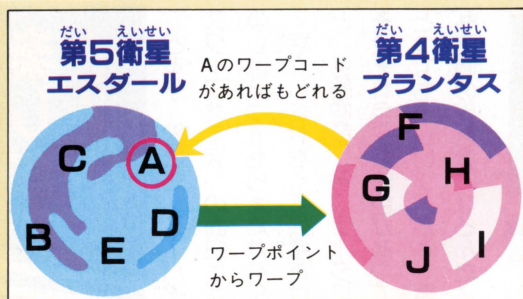 だい えいせい
第5衛星
エスダール
Aのワープコード
があればもどれる
だい えいせい
第4衛星
プランタス
A
B
C
D
E
F
G
H
I
J
ワープポイント
からワープ